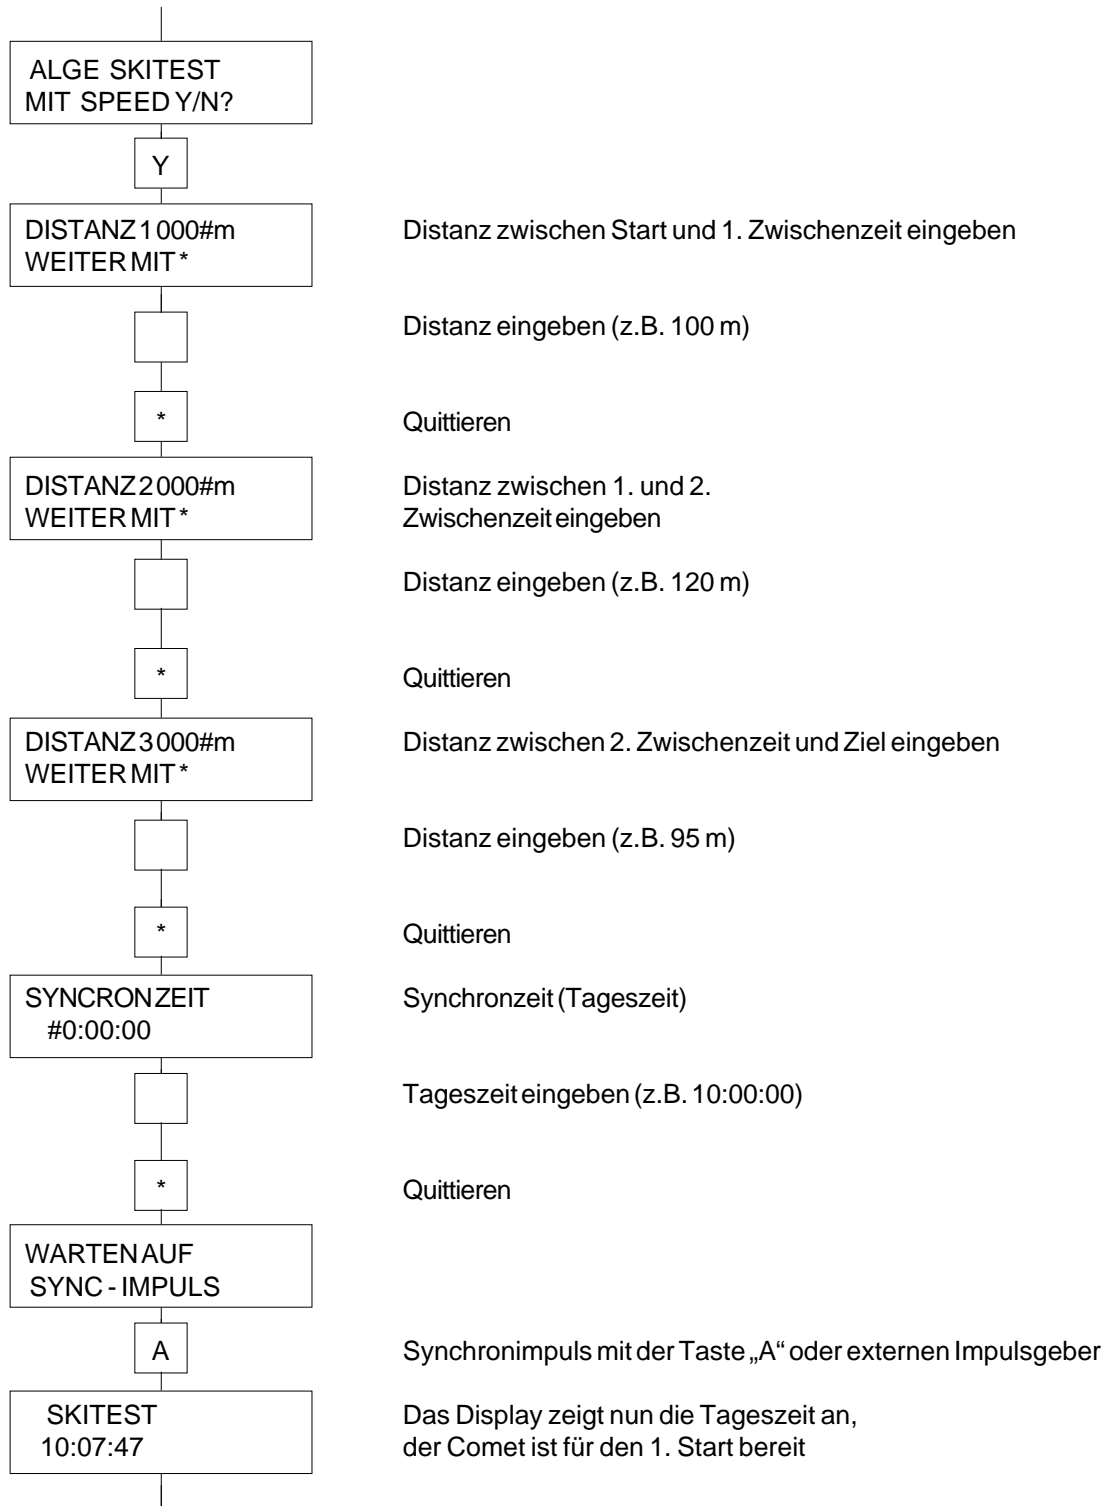 ALGE SKITEST
MIT SPEED Y/N?
Y
DISTANZ 1 000#m
WEITER MIT *
Distanz zwischen Start und 1. Zwischenzeit eingeben
Distanz eingeben (z.B. 100 m)
*
Quittieren
DISTANZ 2 000#m
WEITER MIT *
Distanz zwischen 1. und 2.
Zwischenzeit eingeben
Distanz eingeben (z.B. 120 m)
*
Quittieren
DISTANZ 3 000#m
WEITER MIT *
Distanz zwischen 2. Zwischenzeit und Ziel eingeben
Distanz eingeben (z.B. 95 m)
*
Quittieren
SYNCRONZEIT
#0:00:00
Synchronzeit (Tageszeit)
Tageszeit eingeben (z.B. 10:00:00)
*
Quittieren
WARTEN AUF
SYNC - IMPULS
A
Synchronimpuls mit der Taste „A“ oder externen Impulsgeber
SKITEST
10:07:47
Das Display zeigt nun die Tageszeit an,
der Comet ist für den 1. Start bereit